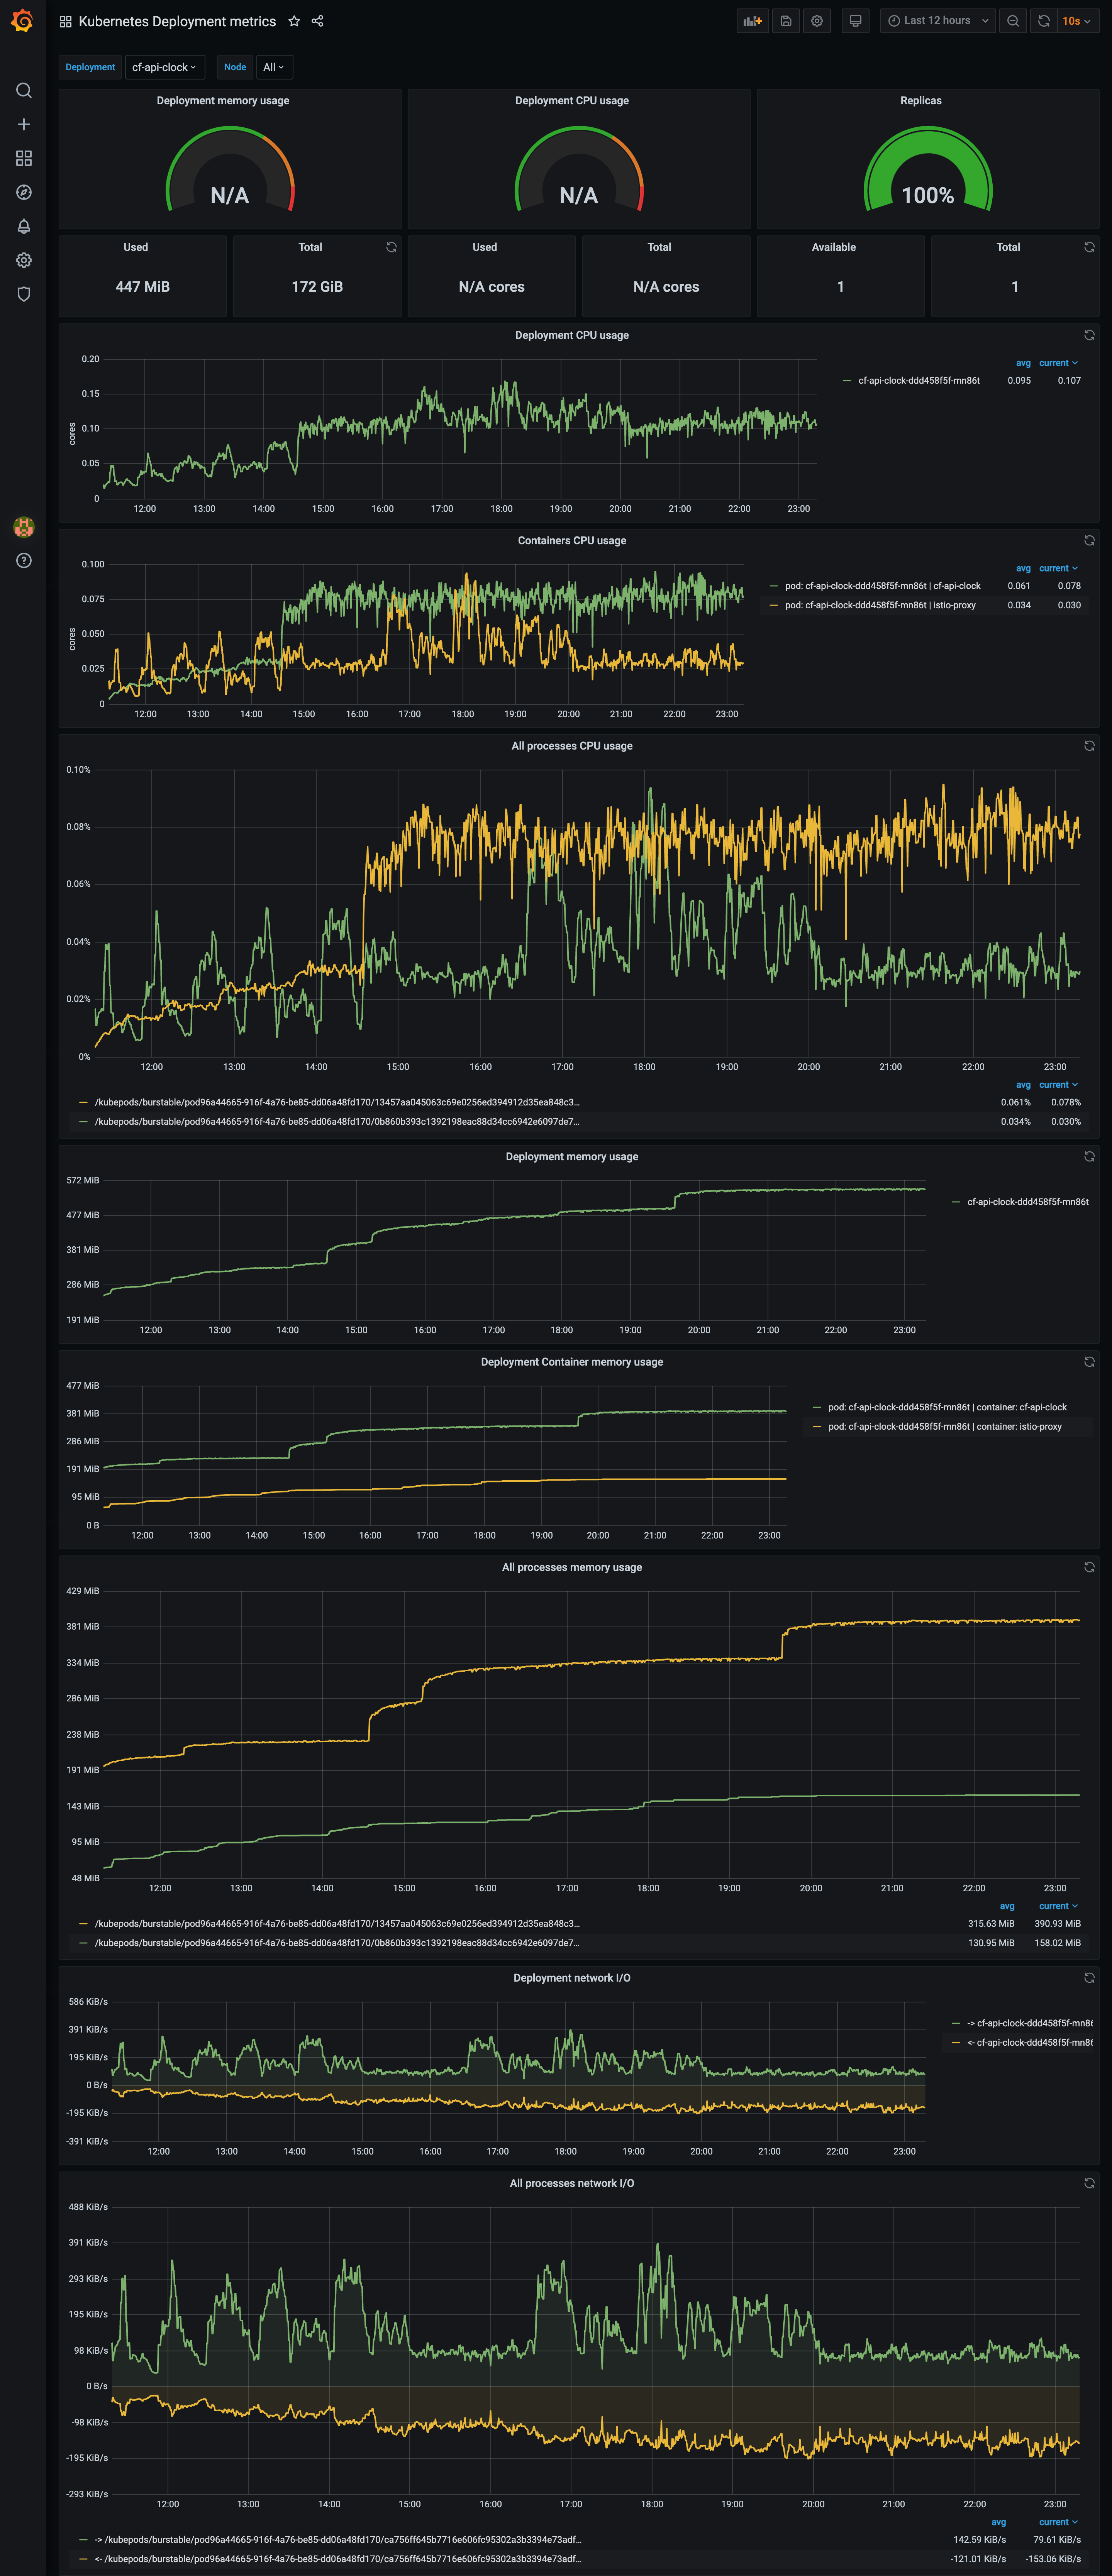 Kubernetes Deployment metrics
Last 12 hours
10s
Deployment cf-api-clock Node All
Deployment memory usage Deployment CPU usage Replicas
N/A N/A 100%
Used Total Used Total Available Total
447 MiB 172 GiB N/A cores N/A cores 1 1
Deployment CPU usage
avg current
cf-api-clock-ddd458f5f-mn86t 0.095 0.107
cores
0.20
0.15
0.10
0.05
0
12:00 13:00 14:00 15:00 16:00 17:00 18:00 19:00 20:00 21:00 22:00 23:00
Containers CPU usage
avg current
pod: cf-api-clock-ddd458f5f-mn86t | cf-api-clock 0.061 0.078
pod: cf-api-clock-ddd458f5f-mn86t | istio-proxy 0.034 0.030
cores
0.100
0.075
0.050
0.025
0
12:00 13:00 14:00 15:00 16:00 17:00 18:00 19:00 20:00 21:00 22:00 23:00
All processes CPU usage
0.10%
0.08%
0.06%
0.04%
0.02%
0%
12:00 13:00 14:00 15:00 16:00 17:00 18:00 19:00 20:00 21:00 22:00 23:00
avg current
/kubepods/burstable/pod96a44665-916f-4a76-be85-dd06a48fd170/13457aa045063c69e0256ed394912d35ea848c3... 0.061% 0.078%
/kubepods/burstable/pod96a44665-916f-4a76-be85-dd06a48fd170/0b860b393c1392198eac88d34cc6942e6097de7... 0.034% 0.030%
Deployment memory usage
572 MiB
477 MiB
381 MiB
286 MiB
191 MiB
cf-api-clock-ddd458f5f-mn86t
12:00 13:00 14:00 15:00 16:00 17:00 18:00 19:00 20:00 21:00 22:00 23:00
Deployment Container memory usage
477 MiB
381 MiB
286 MiB
191 MiB
95 MiB
0 B
pod: cf-api-clock-ddd458f5f-mn86t | container: cf-api-clock
pod: cf-api-clock-ddd458f5f-mn86t | container: istio-proxy
12:00 13:00 14:00 15:00 16:00 17:00 18:00 19:00 20:00 21:00 22:00 23:00
All processes memory usage
429 MiB
381 MiB
334 MiB
286 MiB
238 MiB
191 MiB
143 MiB
95 MiB
48 MiB
12:00 13:00 14:00 15:00 16:00 17:00 18:00 19:00 20:00 21:00 22:00 23:00
avg current
/kubepods/burstable/pod96a44665-916f-4a76-be85-dd06a48fd170/13457aa045063c69e0256ed394912d35ea848c3... 315.63 MiB 390.93 MiB
/kubepods/burstable/pod96a44665-916f-4a76-be85-dd06a48fd170/0b860b393c1392198eac88d34cc6942e6097de7... 130.95 MiB 158.02 MiB
Deployment network I/O
586 KiB/s
391 KiB/s
195 KiB/s
0 B/s
-195 KiB/s
-391 KiB/s
-> cf-api-clock-ddd458f5f-mn86
<- cf-api-clock-ddd458f5f-mn86
12:00 13:00 14:00 15:00 16:00 17:00 18:00 19:00 20:00 21:00 22:00 23:00
All processes network I/O
488 KiB/s
391 KiB/s
293 KiB/s
195 KiB/s
98 KiB/s
0 B/s
-98 KiB/s
-195 KiB/s
-293 KiB/s
12:00 13:00 14:00 15:00 16:00 17:00 18:00 19:00 20:00 21:00 22:00 23:00
avg current
-> /kubepods/burstable/pod96a44665-916f-4a76-be85-dd06a48fd170/ca756ff645b7716e606fc95302a3b3394e73adf... 142.59 KiB/s 79.61 KiB/s
<- /kubepods/burstable/pod96a44665-916f-4a76-be85-dd06a48fd170/ca756ff645b7716e606fc95302a3b3394e73adf... -121.01 KiB/s -153.06 KiB/s